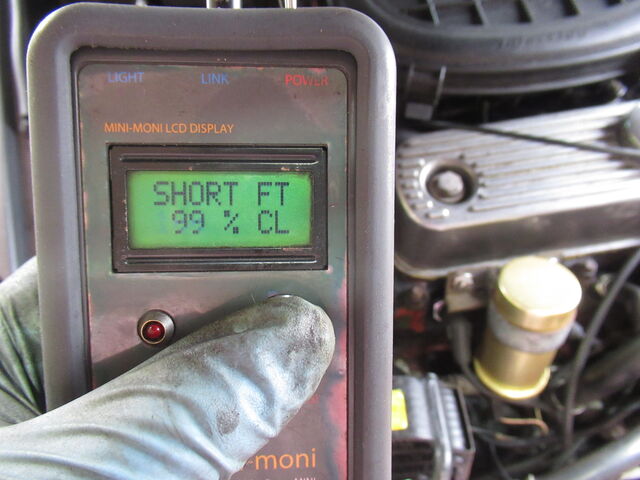 LIGHT LINK POWER
MINI-MONI LCD DISPLAY
SHORT FT
99 % CL
-moni